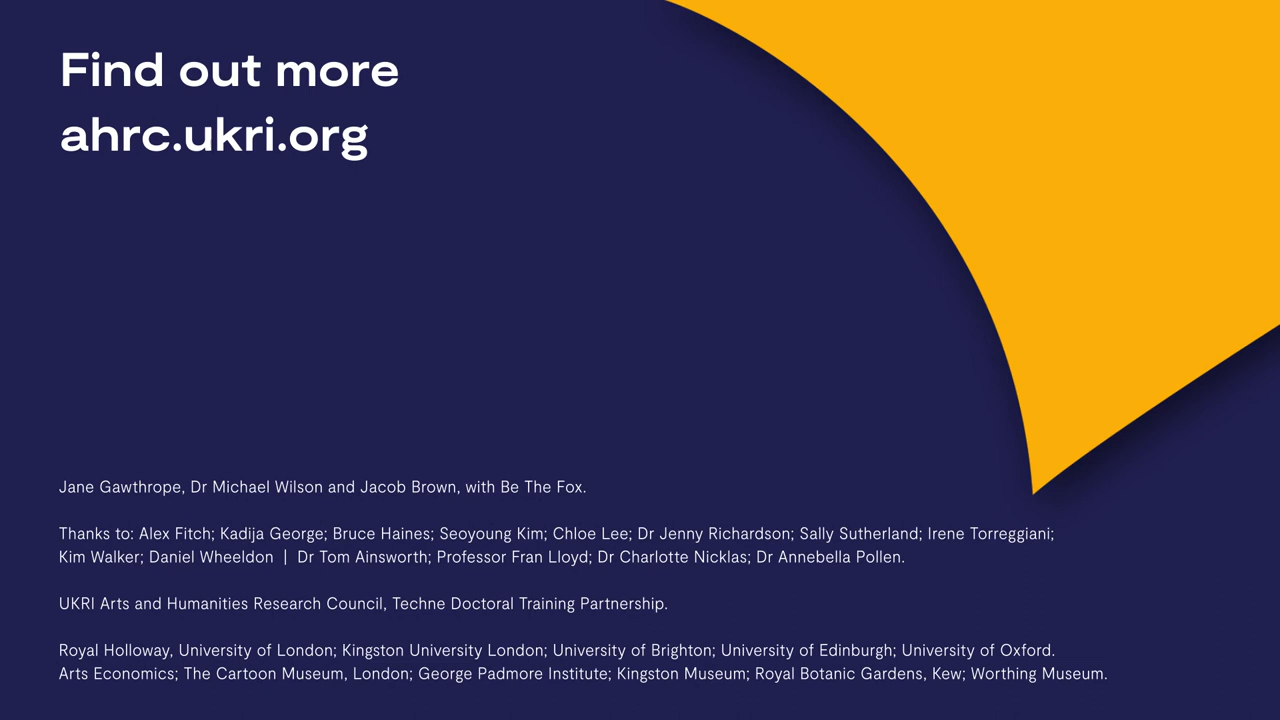 Find out more
ahrc.ukri.org
Jane Gawthrope, Dr Michael Wilson and Jacob Brown, with Be The Fox.
Thanks to: Alex Fitch; Kadija George; Bruce Haines; Seoyoung Kim; Chloe Lee; Dr Jenny Richardson; Sally Sutherland; Irene Torreggiani;
Kim Walker; Daniel Wheeldon | Dr Tom Ainsworth; Professor Fran Lloyd; Dr Charlotte Nicklas; Dr Annebella Pollen.
UKRI Arts and Humanities Research Council, Techne Doctoral Training Partnership.
Royal Holloway, University of London; Kingston University London; University of Brighton; University of Edinburgh; University of Oxford.
Arts Economics; The Cartoon Museum, London; George Padmore Institute; Kingston Museum; Royal Botanic Gardens, Kew; Worthing Museum.